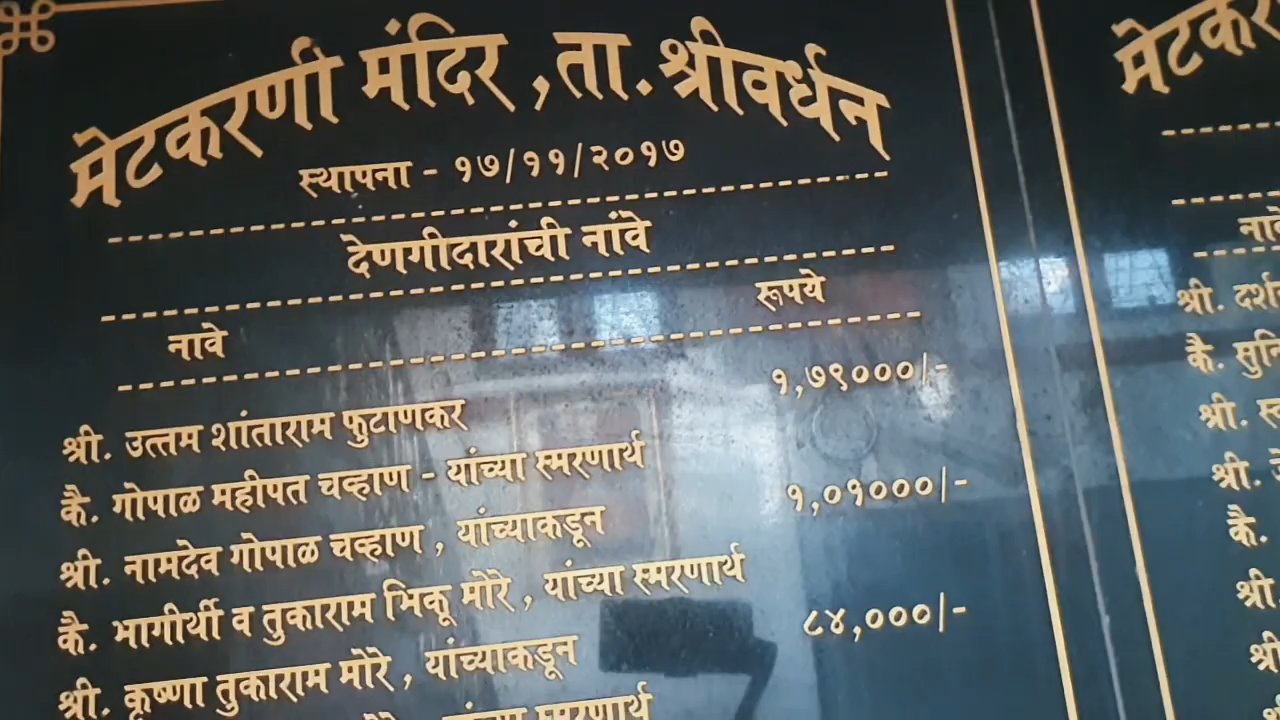 मेटकरणी मंदिर ,ता.श्रीवर्धन
स्थापना - १७/११/२०१७
देणगीदारांची नांवे
नावे रूपये
श्री. उत्तम शांताराम फुटाणकर १,७९०००/-
कै. गोपाळ महीपत चव्हाण - यांच्या स्मरणार्थ
श्री. नामदेव गोपाळ चव्हाण , यांच्याकडून १,०१०००/-
कै. भागीर्थी व तुकाराम भिकू मोरे , यांच्या स्मरणार्थ
श्री. कृष्णा तुकाराम मोरे , यांच्याकडून ८४,०००/-
मोरे , यांच्या स्मरणार्थ
श्री.
कै.
श्री.
श्री.
कै.
श्री.